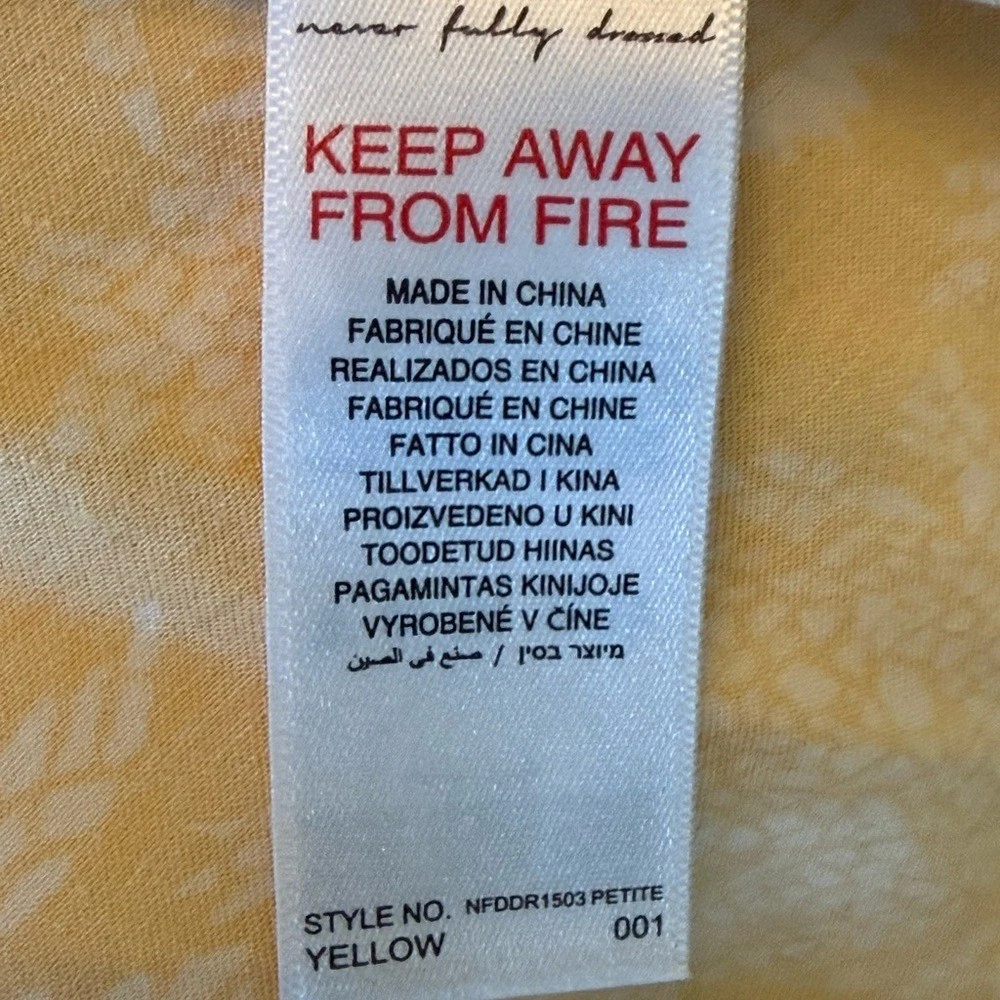 never fully dressed
KEEP AWAY
FROM FIRE
MADE IN CHINA
FABRIQUÉ EN CHINE
REALIZADOS EN CHINA
FABRIQUÉ EN CHINE
FATTO IN CINA
TILLVERKAD I KINA
PROIZVEDENO U KINI
TOODETUD HIINAS
PAGAMINTAS KINIJOJE
VYROBENÉ V ČÍNE
מיוצר בסין / صنع في الصين
STYLE NO. NFDDR1503 PETITE
YELLOW 001